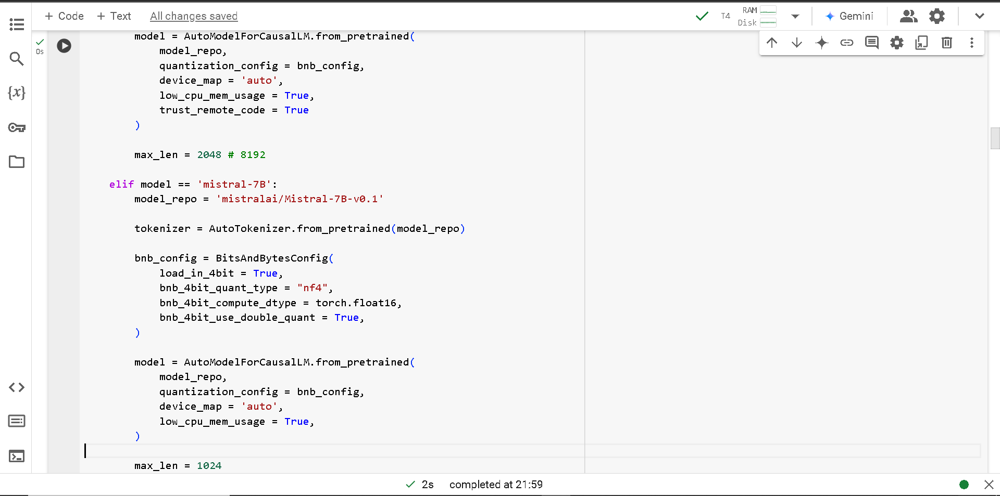 + Code + Text All changes saved
T4 RAM
Disk
Gemini
0s
{x}
model = AutoModelForCausalLM.from_pretrained(
model_repo,
quantization_config = bnb_config,
device_map = 'auto',
low_cpu_mem_usage = True,
trust_remote_code = True
)
max_len = 2048 # 8192
elif model == 'mistral-7B':
model_repo = 'mistralai/Mistral-7B-v0.1'
tokenizer = AutoTokenizer.from_pretrained(model_repo)
bnb_config = BitsAndBytesConfig(
load_in_4bit = True,
bnb_4bit_quant_type = "nf4",
bnb_4bit_compute_dtype = torch.float16,
bnb_4bit_use_double_quant = True,
)
model = AutoModelForCausalLM.from_pretrained(
model_repo,
quantization_config = bnb_config,
device_map = 'auto',
low_cpu_mem_usage = True,
)
max_len = 1024
2s completed at 21:59